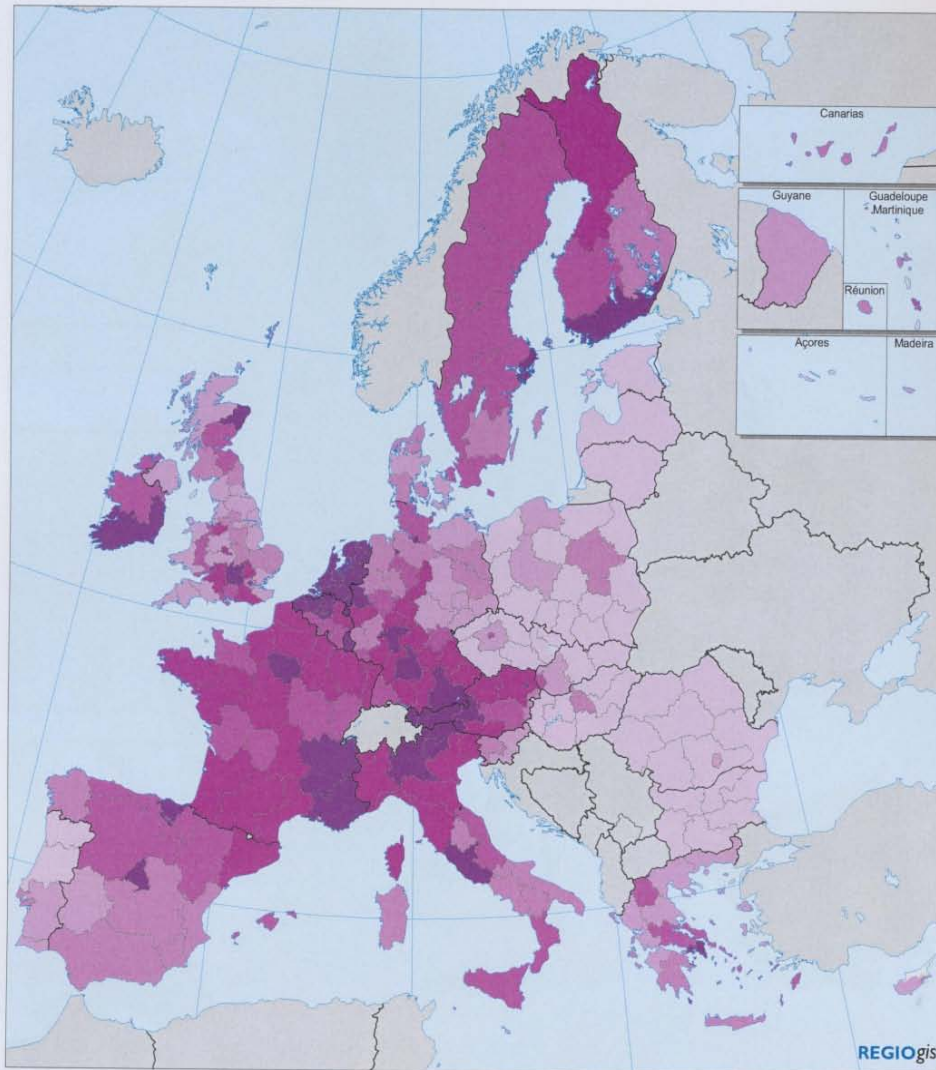 Canarias
Guyane
Guadeloupe
Martinique
Réunion
Açores
Madeira
REGIOgis